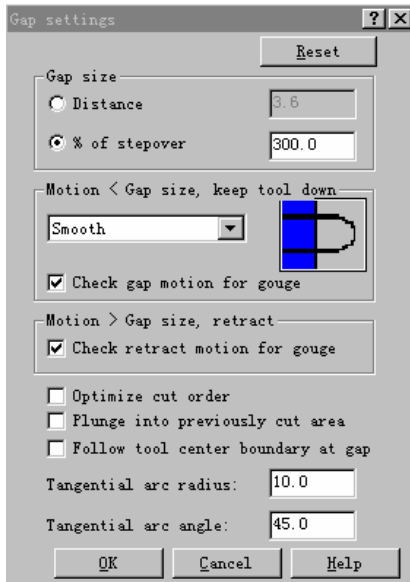 Gap settings
Reset
Gap size
Distance 3.6
% of stepover 300.0
Motion < Gap size, keep tool down
Smooth
Check gap motion for gouge
Motion > Gap size, retract
Check retract motion for gouge
Optimize cut order
Plunge into previously cut area
Follow tool center boundary at gap
Tangential arc radius: 10.0
Tangential arc angle: 45.0
OK Cancel Help